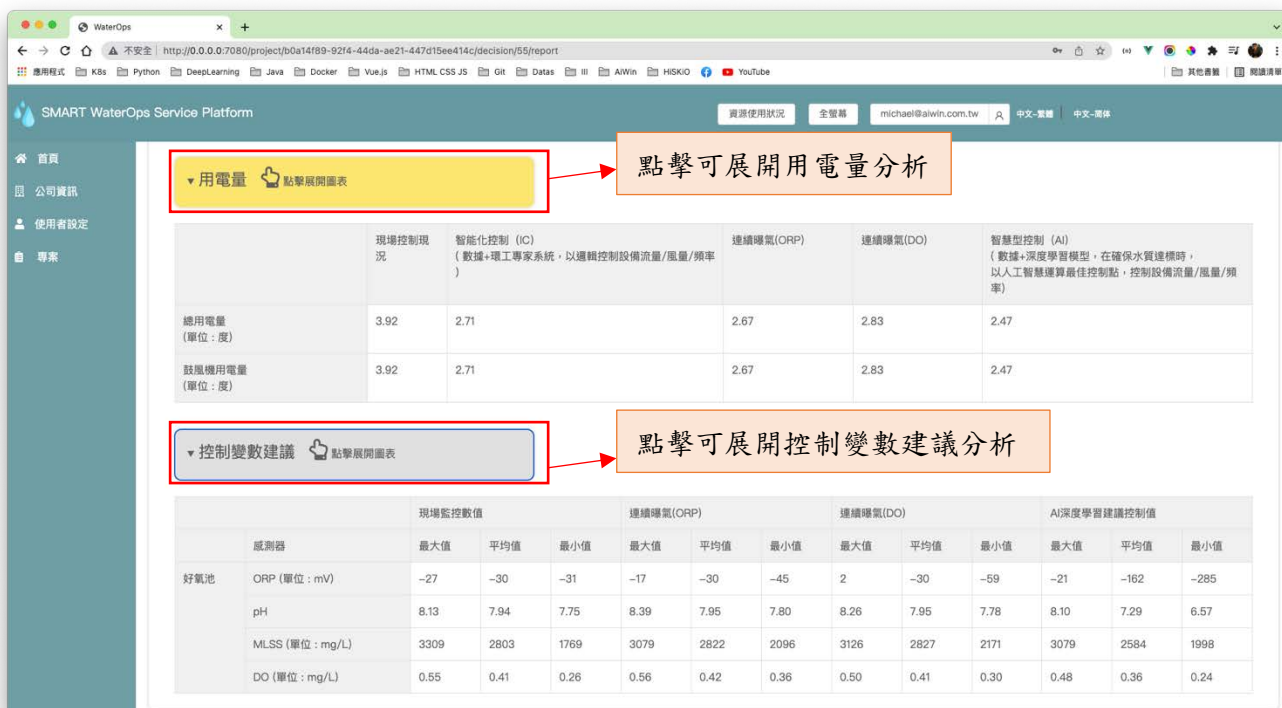 WaterOps
不安全 http://0.0.0.0:7080/project/b0a14f89-92f4-44da-ae21-447d15ee414c/decision/55/report
應用程式 K8s Python DeepLearning Java Docker Vue.js HTML CSS JS Git Datas III AiWin HiSKiO YouTube 其他書籤 閱讀清單
SMART WaterOps Service Platform 資源使用狀況 全螢幕 michael@aiwin.com.tw 中文-繁體 中文-简体
首頁
公司資訊
使用者設定
專案
▾用電量 點擊展開圖表
點擊可展開用電量分析
現場控制現況 智能化控制 (IC) 連續曝氣(ORP) 連續曝氣(DO) 智慧型控制 (AI)
(數據+環工專家系統,以邏輯控制設備流量/風量/頻率
)
(數據+深度學習模型,在確保水質達標時,
以人工智慧運算最佳控制點,控制設備流量/風量/頻
率)
總用電量 3.92 2.71 2.67 2.83 2.47
(單位:度)
鼓風機用電量 3.92 2.71 2.67 2.83 2.47
(單位:度)
▾控制變數建議 點擊展開圖表
點擊可展開控制變數建議分析
現場監控數值 連續曝氣(ORP) 連續曝氣(DO) AI深度學習建議控制值
感測器 最大值 平均值 最小值 最大值 平均值 最小值 最大值 平均值 最小值 最大值 平均值 最小值
好氧池 ORP (單位:mV) -27 -30 -31 -17 -30 -45 2 -30 -59 -21 -162 -285
pH 8.13 7.94 7.75 8.39 7.95 7.80 8.26 7.95 7.78 8.10 7.29 6.57
MLSS (單位:mg/L) 3309 2803 1769 3079 2822 2096 3126 2827 2171 3079 2584 1998
DO (單位:mg/L) 0.55 0.41 0.26 0.56 0.42 0.36 0.50 0.41 0.30 0.48 0.36 0.24